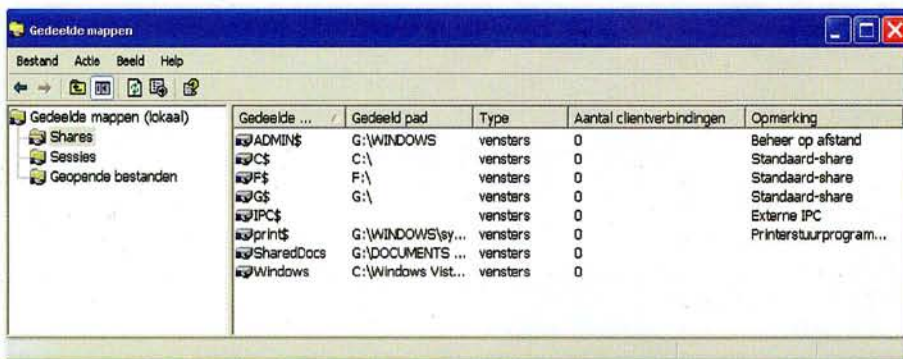 Gedeelde mappen
Bestand Actie Beeld Help
Gedeelde mappen (lokaal)
Shares
Sessies
Geopende bestanden
Gedeelde ... Gedeeld pad Type Aantal clientverbindingen Opmerking
ADMIN$ G:\WINDOWS vensters 0 Beheer op afstand
C$ C:\ vensters 0 Standaard-share
F$ F:\ vensters 0 Standaard-share
G$ G:\ vensters 0 Standaard-share
IPC$ vensters 0 Externe IPC
print$ G:\WINDOWS\sy... vensters 0 Printerstuurprogram...
SharedDocs G:\DOCUMENTS ... vensters 0
Windows C:\Windows Vist... vensters 0